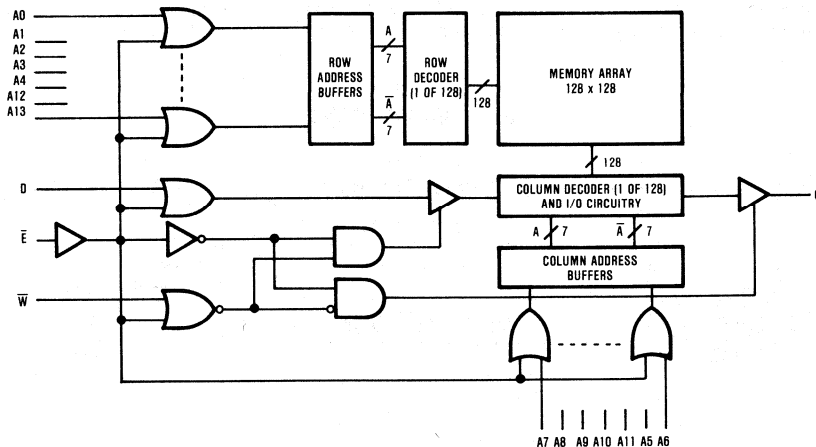 A0
A1
A2
A3
A4
A12
A13
ROW
ADDRESS
BUFFERS
A
7
A̅
7
ROW
DECODER
(1 OF 128)
128
MEMORY ARRAY
128 x 128
128
D
E̅
W̅
COLUMN DECODER (1 OF 128)
AND I/O CIRCUITRY
A 7 A̅ 7
COLUMN ADDRESS
BUFFERS
A7 A8 A9 A10 A11 A5 A6